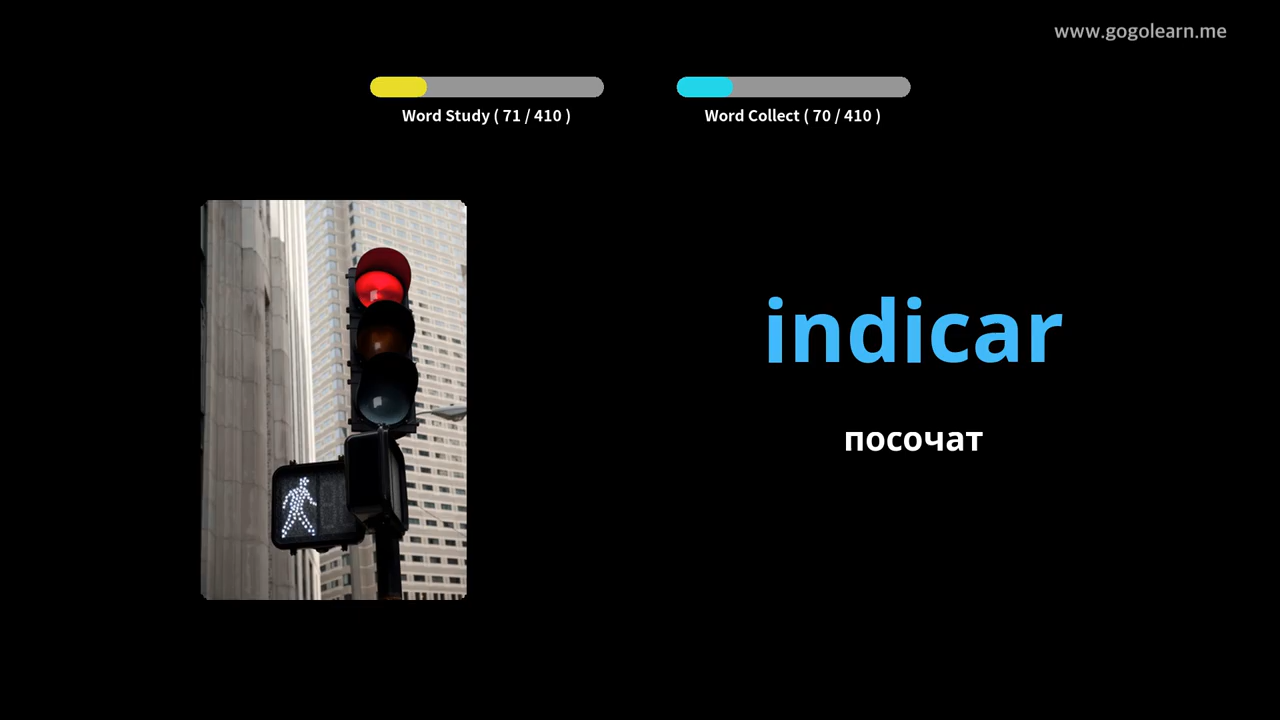 www.gogolearn.me
Word Study ( 71 / 410 )
Word Collect ( 70 / 410 )
indicar
посочат